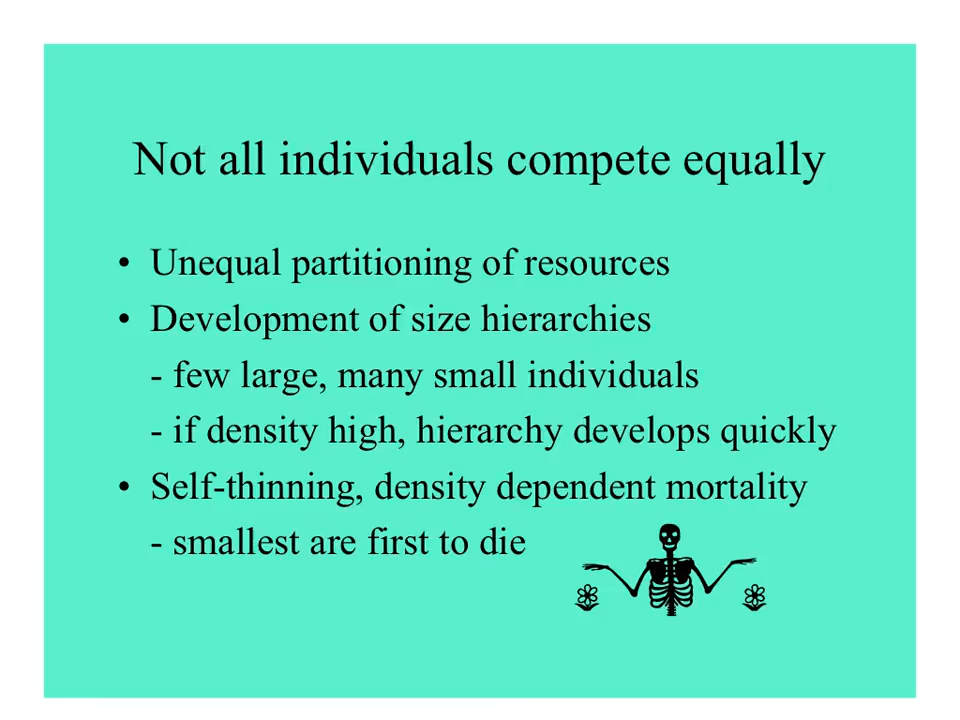 Not all individuals compete equally
• Unequal partitioning of resources
• Development of size hierarchies
- few large, many small individuals
- if density high, hierarchy develops quickly
• Self-thinning, density dependent mortality
- smallest are first to die